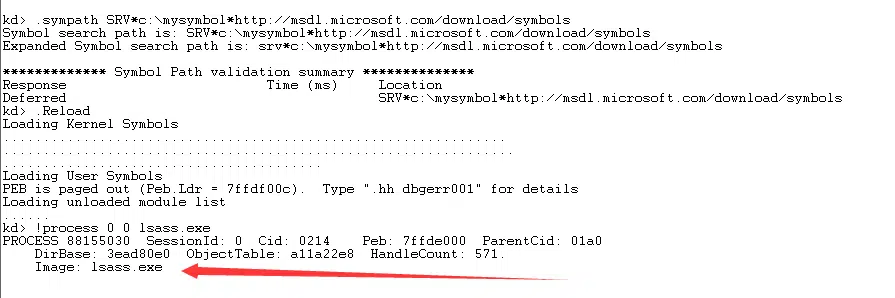 kd> .sympath SRV*c:\mysymbol*http://msdl.microsoft.com/download/symbols
Symbol search path is: SRV*c:\mysymbol*http://msdl.microsoft.com/download/symbols
Expanded Symbol search path is: srv*c:\mysymbol*http://msdl.microsoft.com/download/symbols
************* Symbol Path validation summary **************
Response                         Time (ms)     Location
Deferred                                       SRV*c:\mysymbol*http://msdl.microsoft.com/download/symbols
kd> .Reload
Loading Kernel Symbols
...............................................................
................................................................
........................................
Loading User Symbols
PEB is paged out (Peb.Ldr = 7ffdf00c).  Type ".hh dbgerr001" for details
Loading unloaded module list
......
kd> !process 0 0 lsass.exe
PROCESS 88155030  SessionId: 0  Cid: 0214    Peb: 7ffde000  ParentCid: 01a0
    DirBase: 3ead80e0  ObjectTable: a11a22e8  HandleCount: 571.
    Image: lsass.exe